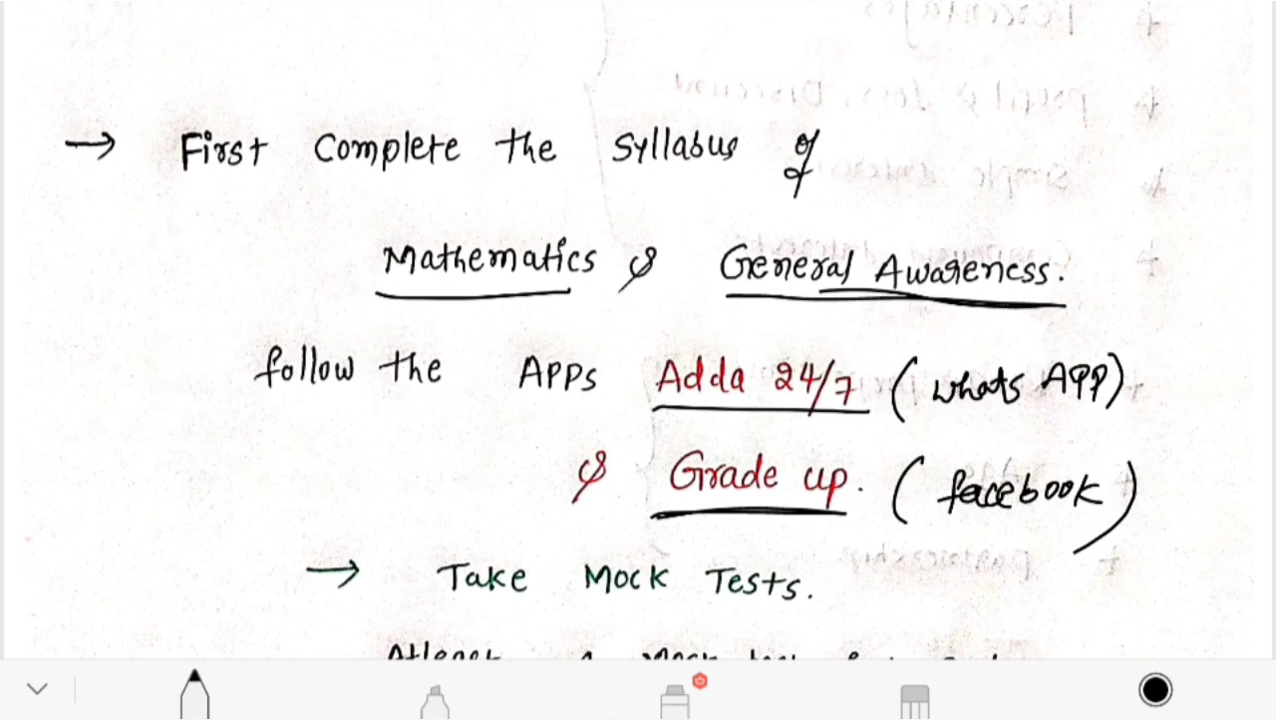 → First Complete the Syllabus of
Mathematics & General Awareness.
follow the Apps Adda 24/7 (whats App)
& Grade up. (facebook)
→ Take Mock Tests.